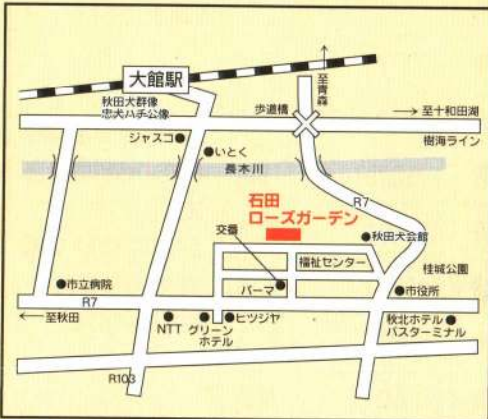 大館駅
至青森
秋田犬群像
忠犬ハチ公像
歩道橋
至十和田湖
樹海ライン
ジャスコ
いとく
長木川
石田
ローズガーデン
R7
交番
秋田犬会館
福祉センター
桂城公園
市立病院
パーマ
市役所
R7
至秋田
NTT
グリーン
ホテル
ヒツジヤ
秋北ホテル
バスターミナル
R103